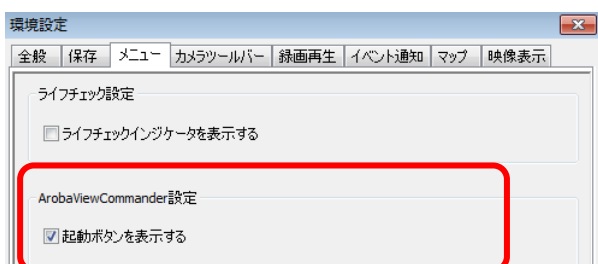 環境設定
全般 保存 メニュー カメラツールバー 録画再生 イベント通知 マップ 映像表示
ライフチェック設定
ライフチェックインジケータを表示する
ArobaViewCommander設定
起動ボタンを表示する